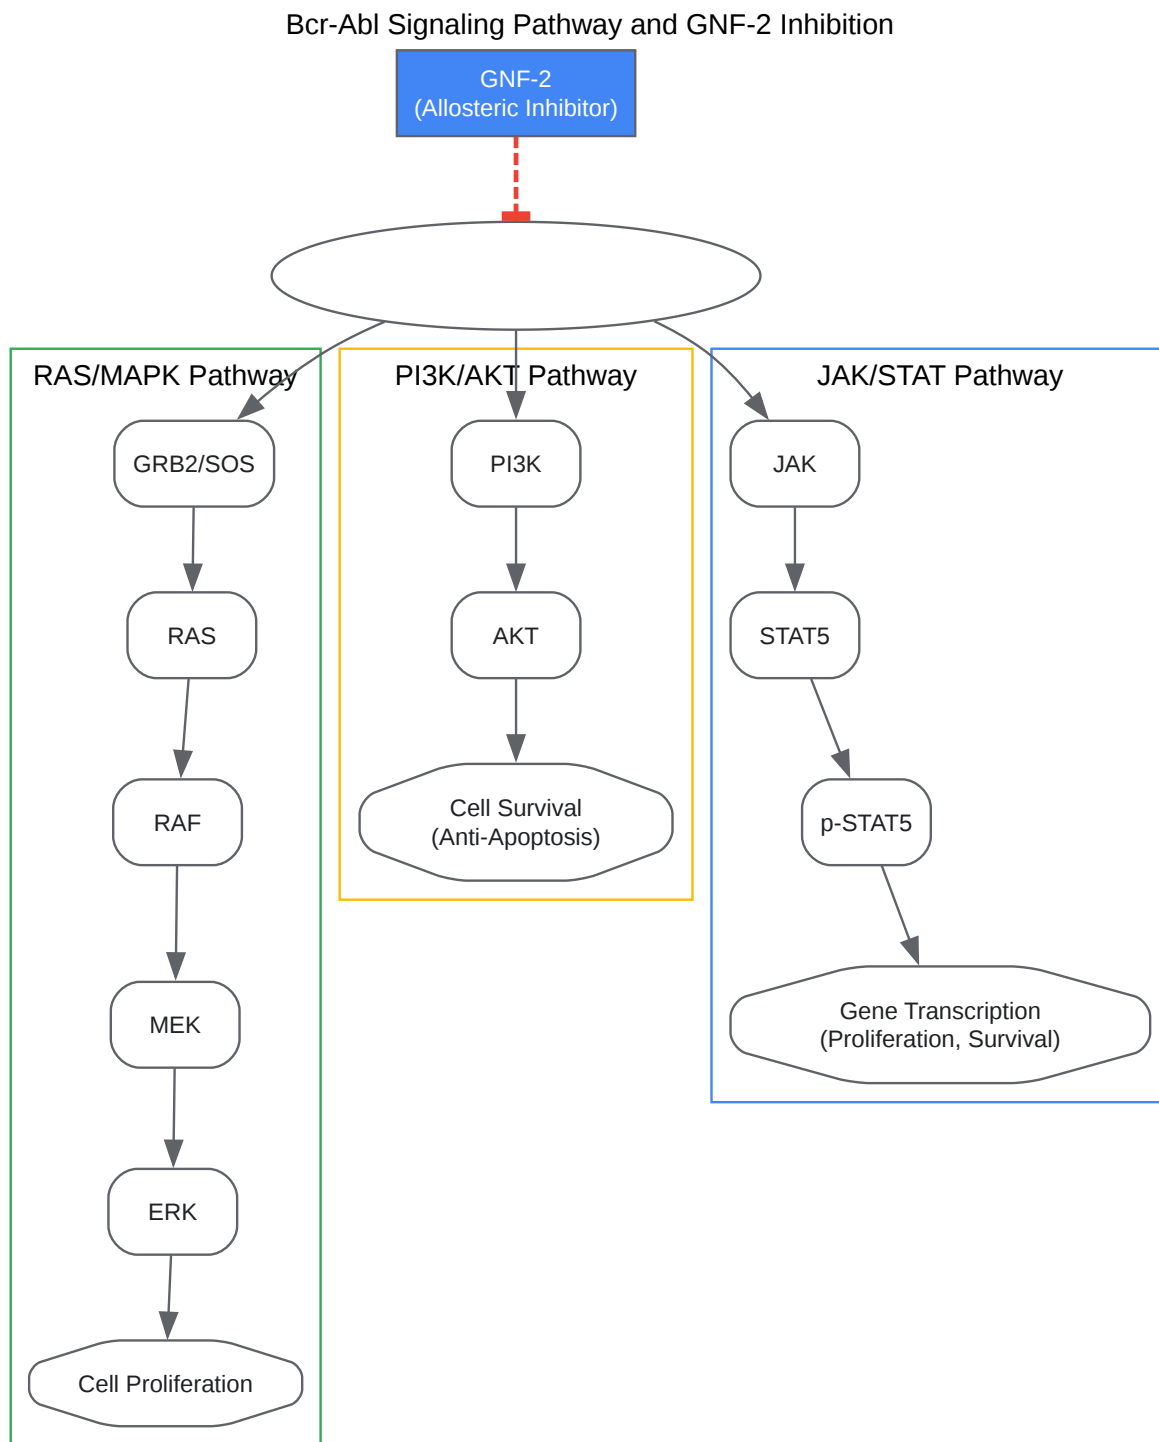 Bcr-Abl Signaling Pathway and GNF-2 Inhibition
GNF-2
(Allosteric Inhibitor)
RAS/MAPK Pathway
PI3K/AKT Pathway
JAK/STAT Pathway
GRB2/SOS
PI3K
JAK
RAS
AKT
STAT5
RAF
Cell Survival
(Anti-Apoptosis)
p-STAT5
MEK
Gene Transcription
(Proliferation, Survival)
ERK
Cell Proliferation